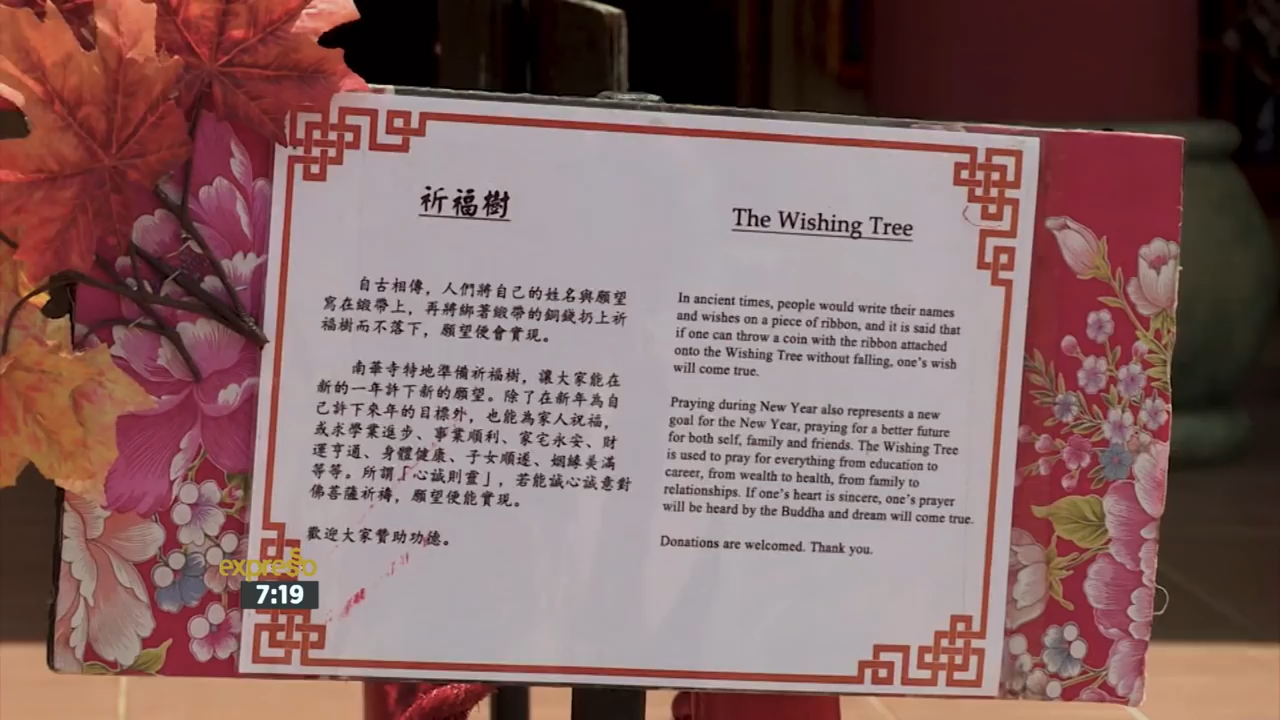 祈福樹
自古相傳，人們將自己的姓名與願望
寫在緞帶上，再將綁著緞帶的銅錢扔上祈
福樹而不落下，願望便會實現。
南華寺特地準備祈福樹，讓大家能在
新的一年許下新的願望。除了在新年為自
己許下來年的目標外，也能為家人祝福，
或求學業進步、事業順利、家宅永安、財
運亨通、身體健康、子女順遂、姻緣美滿
等等。所謂「心誠則靈」，若能誠心誠意對
佛菩薩祈禱，願望便能實現。
歡迎大家贊助功德。
The Wishing Tree
In ancient times, people would write their names
and wishes on a piece of ribbon, and it is said that
if one can throw a coin with the ribbon attached
onto the Wishing Tree without falling, one's wish
will come true.
Praying during New Year also represents a new
goal for the New Year, praying for a better future
for both self, family and friends. The Wishing Tree
is used to pray for everything from education to
career, from wealth to health, from family to
relationships. If one's heart is sincere, one's prayer
will be heard by the Buddha and dream will come true.
Donations are welcomed. Thank you.
expresso
7:19